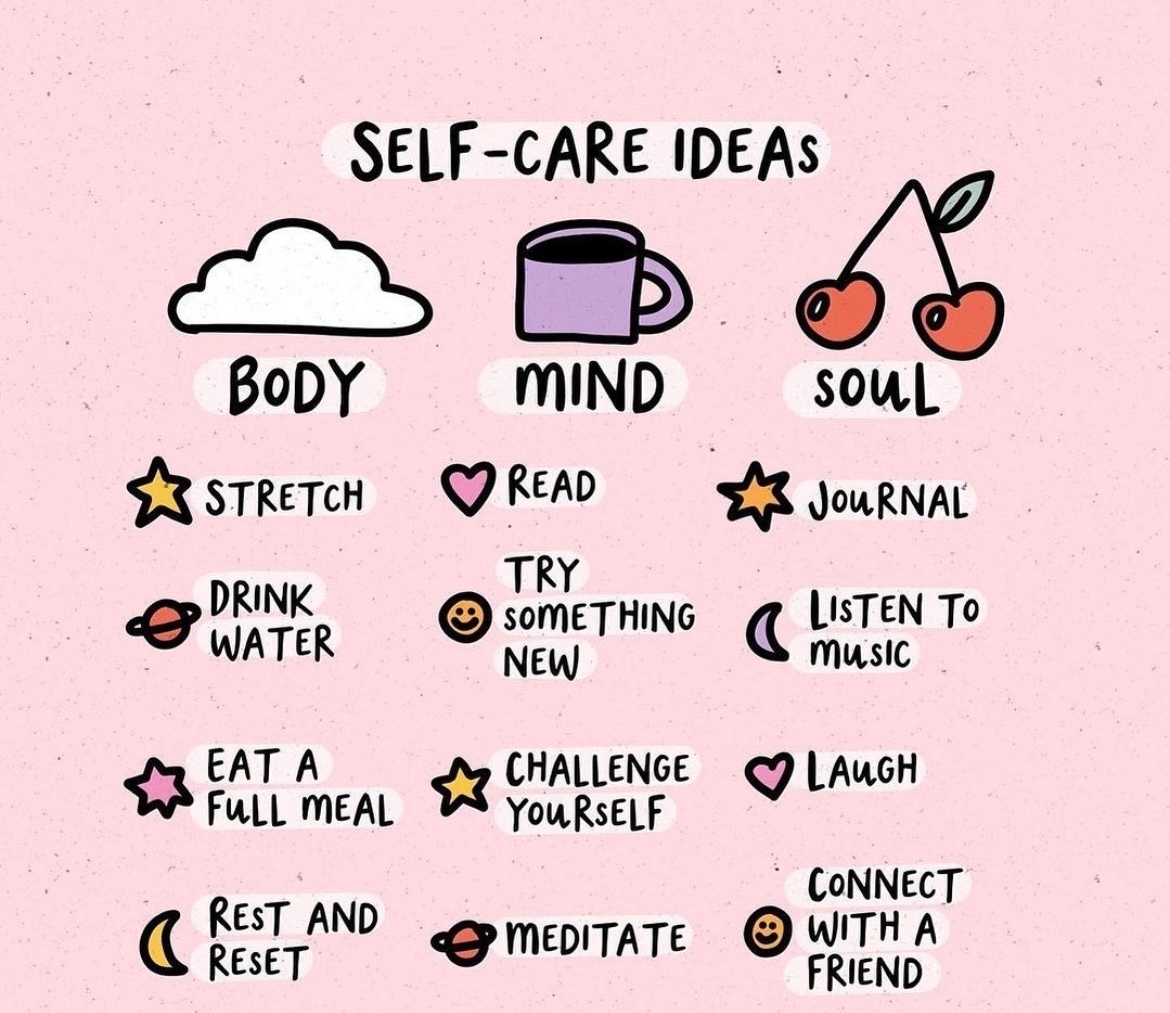 SELF-CARE IDEAS
BODY
STRETCH
DRINK
WATER
EAT A
FULL MEAL
REST AND
RESET
MIND
READ
TRY
SOMETHING
NEW
CHALLENGE
YOURSELF
MEDITATE
SOUL
JOURNAL
LISTEN TO
MUSIC
LAUGH
CONNECT
WITH A
FRIEND